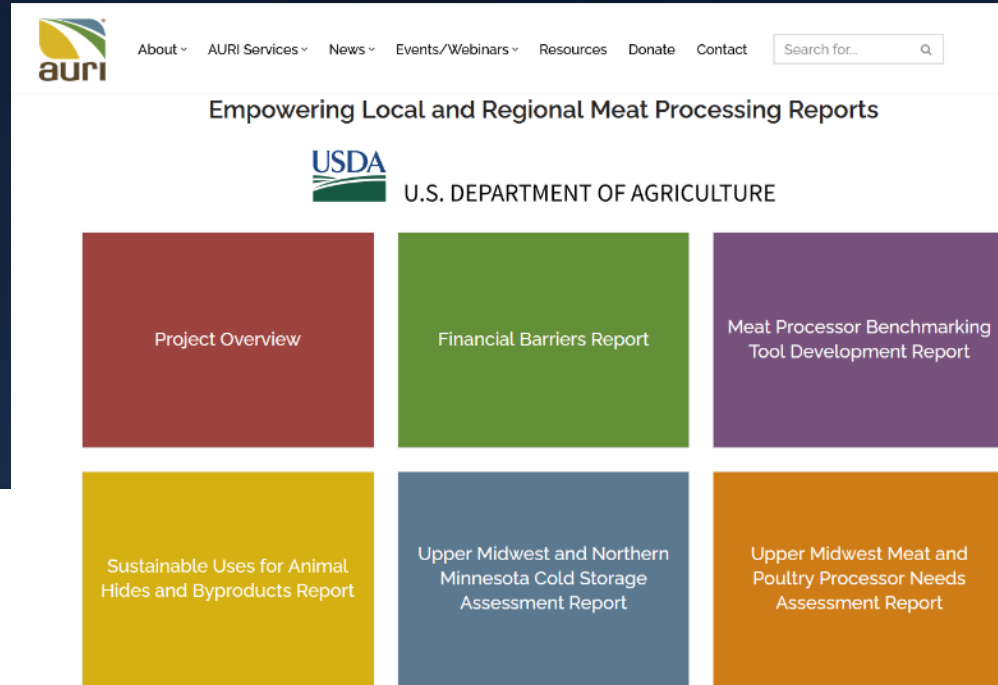 auri
About AURI Services News Events/Webinars Resources Donate Contact Search for...
Empowering Local and Regional Meat Processing Reports
USDA
U.S. DEPARTMENT OF AGRICULTURE
Project Overview
Financial Barriers Report
Meat Processor Benchmarking
Tool Development Report
Sustainable Uses for Animal
Hides and Byproducts Report
Upper Midwest and Northern
Minnesota Cold Storage
Assessment Report
Upper Midwest Meat and
Poultry Processor Needs
Assessment Report